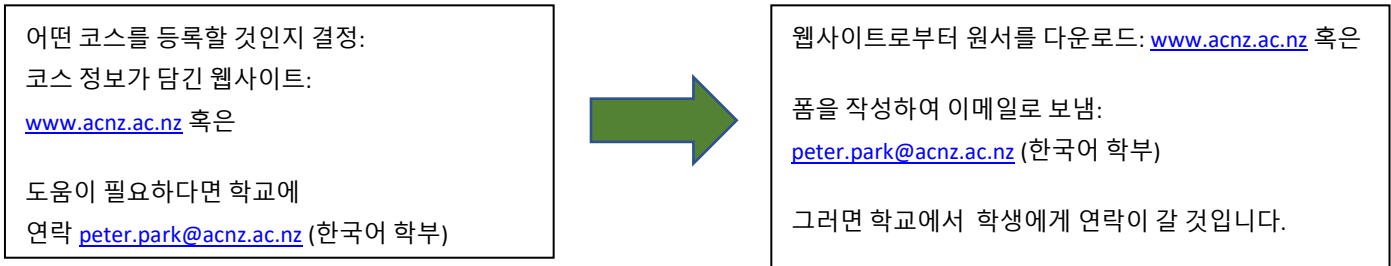 어떤 코스를 등록할 것인지 결정:
코스 정보가 담긴 웹사이트:
www.acnz.ac.nz 혹은
도움이 필요하다면 학교에
연락 peter.park@acnz.ac.nz (한국어 학부)
웹사이트로부터 원서를 다운로드: www.acnz.ac.nz 혹은
폼을 작성하여 이메일로 보냄:
peter.park@acnz.ac.nz (한국어 학부)
그러면 학교에서 학생에게 연락이 갈 것입니다.